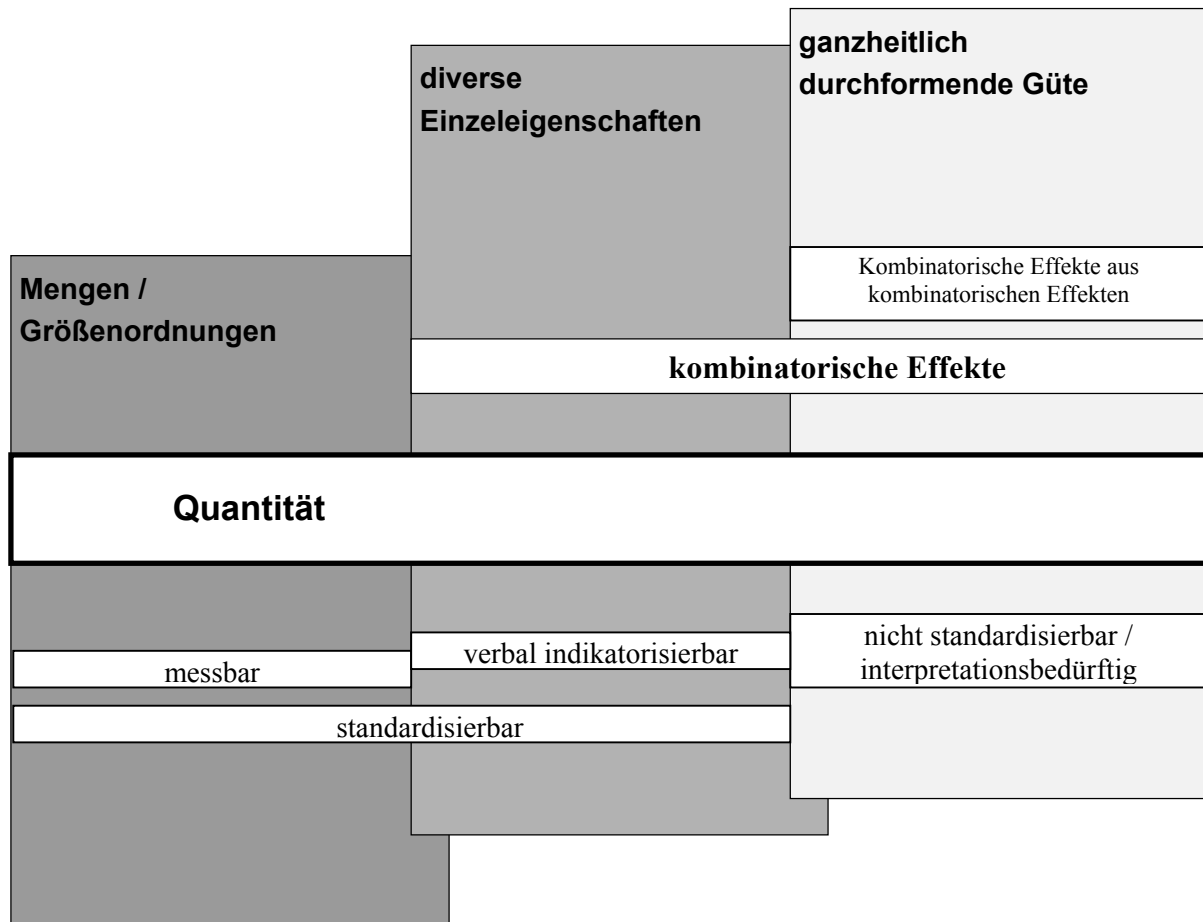 ganzheitlich
durchformende Güte
diverse
Einzeleigenschaften
Mengen /
Größenordnungen
Kombinatorische Effekte aus
kombinatorischen Effekten
kombinatorische Effekte
Quantität
messbar
verbal indikatorisierbar
nicht standardisierbar /
interpretationsbedürftig
standardisierbar